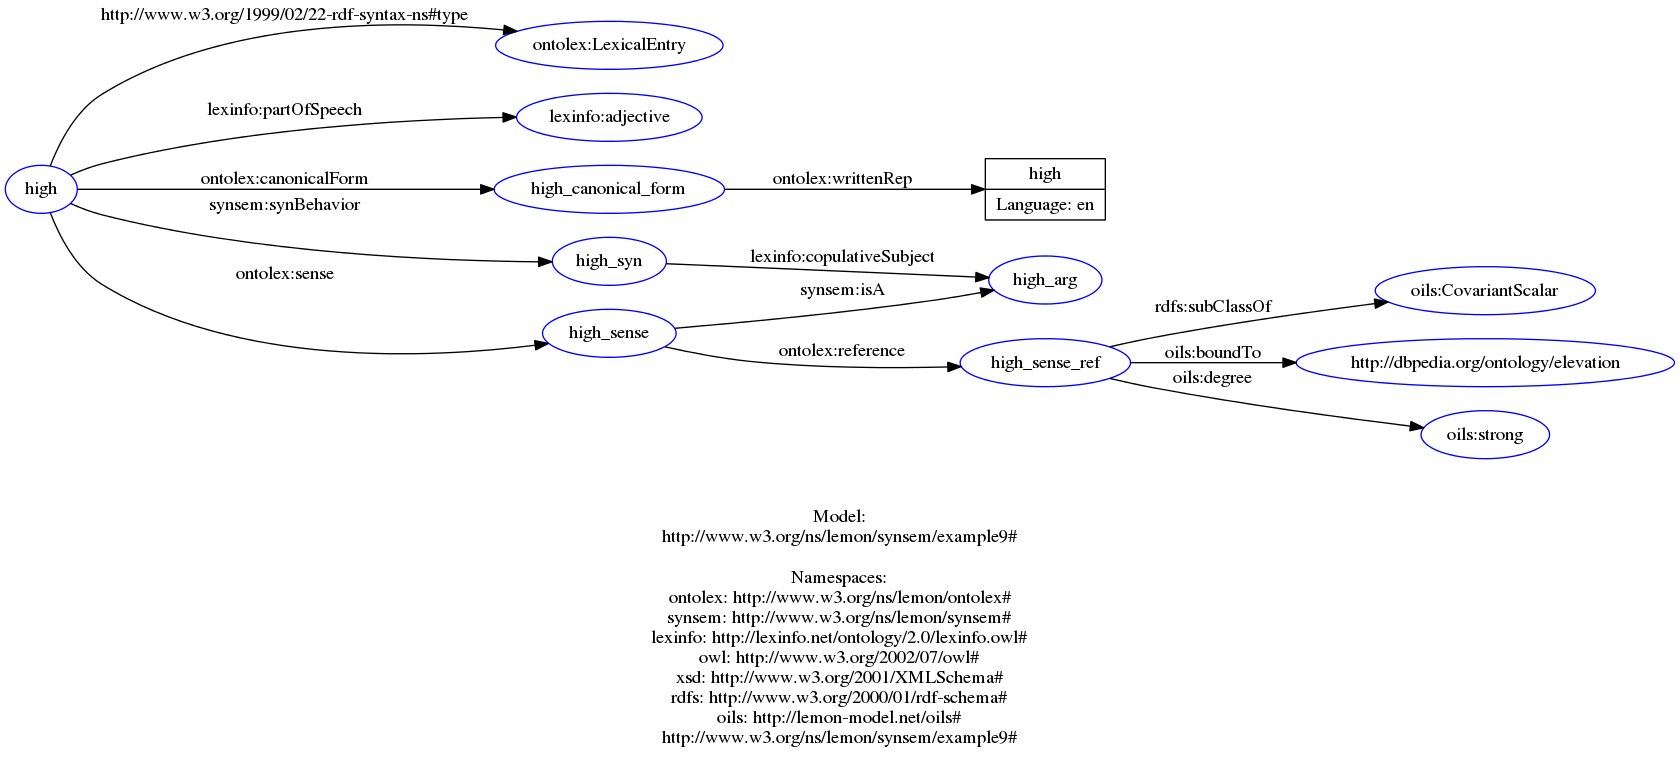 http://www.w3.org/1999/02/22-rdf-syntax-ns#type
ontolex:LexicalEntry
lexinfo:partOfSpeech
lexinfo:adjective
high
ontolex:canonicalForm
high_canonical_form
ontolex:writtenRep
high
Language: en
synsem:synBehavior
high_syn
lexinfo:copulativeSubject
high_arg
ontolex:sense
synsem:isA
high_sense
ontolex:reference
high_sense_ref
rdfs:subClassOf
oils:CovariantScalar
oils:boundTo
http://dbpedia.org/ontology/elevation
oils:degree
oils:strong
Model:
http://www.w3.org/ns/lemon/synsem/example9#
Namespaces:
ontolex: http://www.w3.org/ns/lemon/ontolex#
synsem: http://www.w3.org/ns/lemon/synsem#
lexinfo: http://lexinfo.net/ontology/2.0/lexinfo.owl#
owl: http://www.w3.org/2002/07/owl#
xsd: http://www.w3.org/2001/XMLSchema#
rdfs: http://www.w3.org/2000/01/rdf-schema#
oils: http://lemon-model.net/oils#
http://www.w3.org/ns/lemon/synsem/example9#